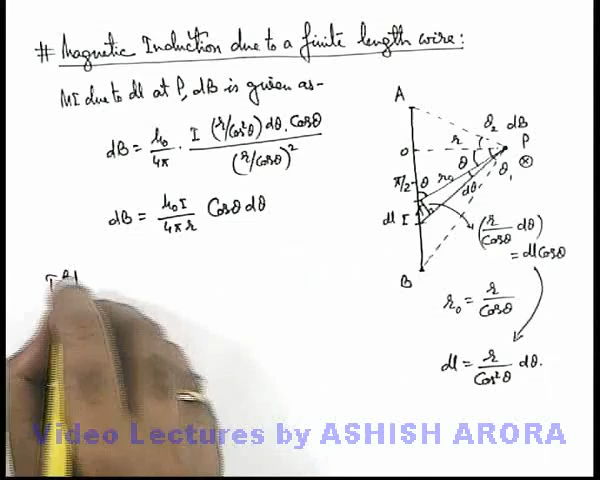 # Magnetic Induction due to a finite length wire:
MI due to dl at P, dB is given as-
dB = μ₀/4π · I (r/cos²θ) dθ. Cosθ / (r/cosθ)²
dB = μ₀I/4πr Cosθ dθ
A
θ₂ dB
r
P
O
θ
θ₁
⊗
π/2-θ
r₀
dθ
dl
I
B
(r/Cosθ dθ)
= dl Cosθ
r₀ = r/Cosθ
dl = r/Cos²θ dθ.
Video Lectures by ASHISH ARORA